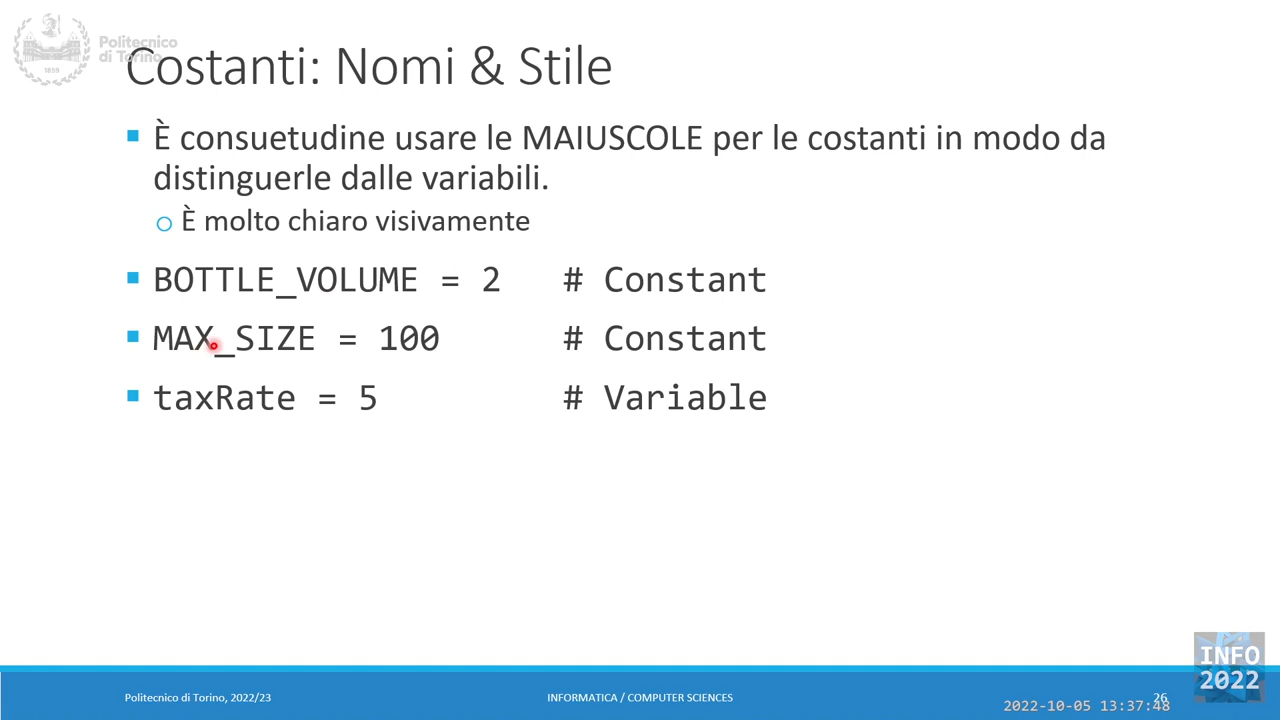 Politecnico
di Torino
1859
Costanti: Nomi & Stile
È consuetudine usare le MAIUSCOLE per le costanti in modo da
distinguerle dalle variabili.
È molto chiaro visivamente
BOTTLE_VOLUME = 2 # Constant
MAX_SIZE = 100 # Constant
taxRate = 5 # Variable
Politecnico di Torino, 2022/23
INFORMATICA / COMPUTER SCIENCES
26
INFO
2022
2022-10-05 13:37:48